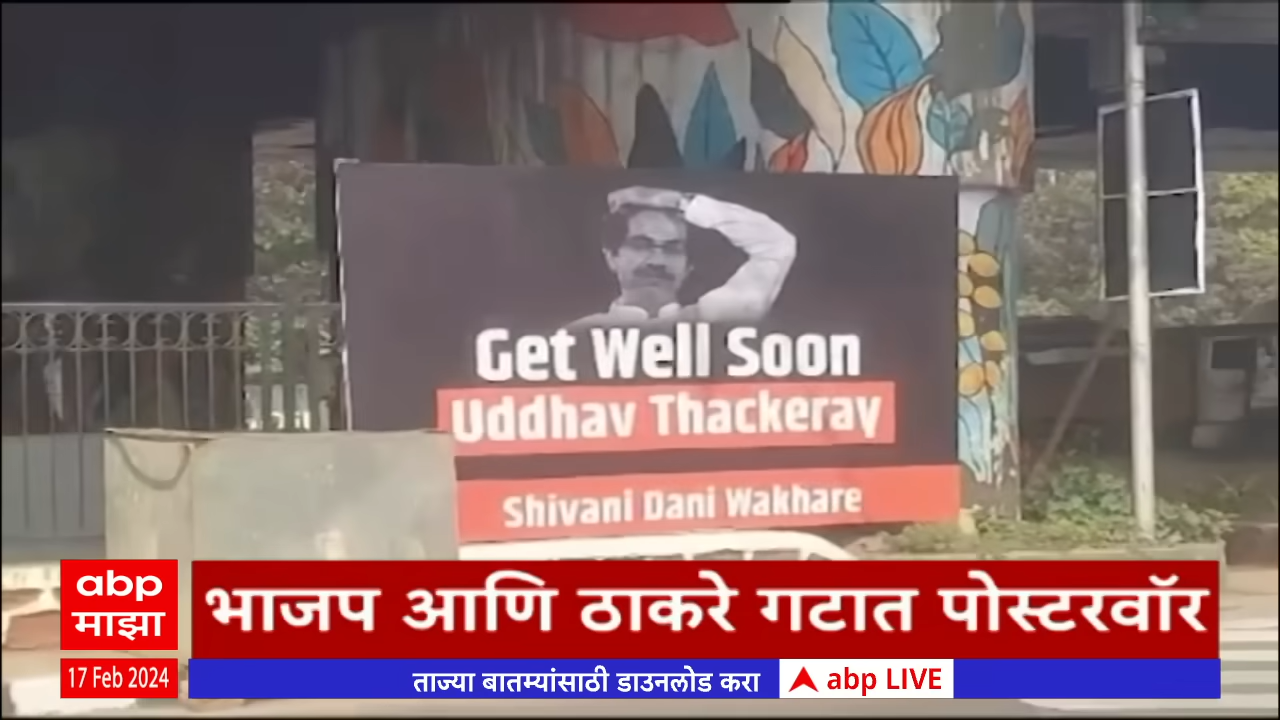 Get Well Soon
Uddhav Thackeray
Shivani Dani Wakhare
abp
माझा
भाजप आणि ठाकरे गटात पोस्टरवॉर
17 Feb 2024
ताज्या बातम्यांसाठी डाउनलोड करा abp LIVE